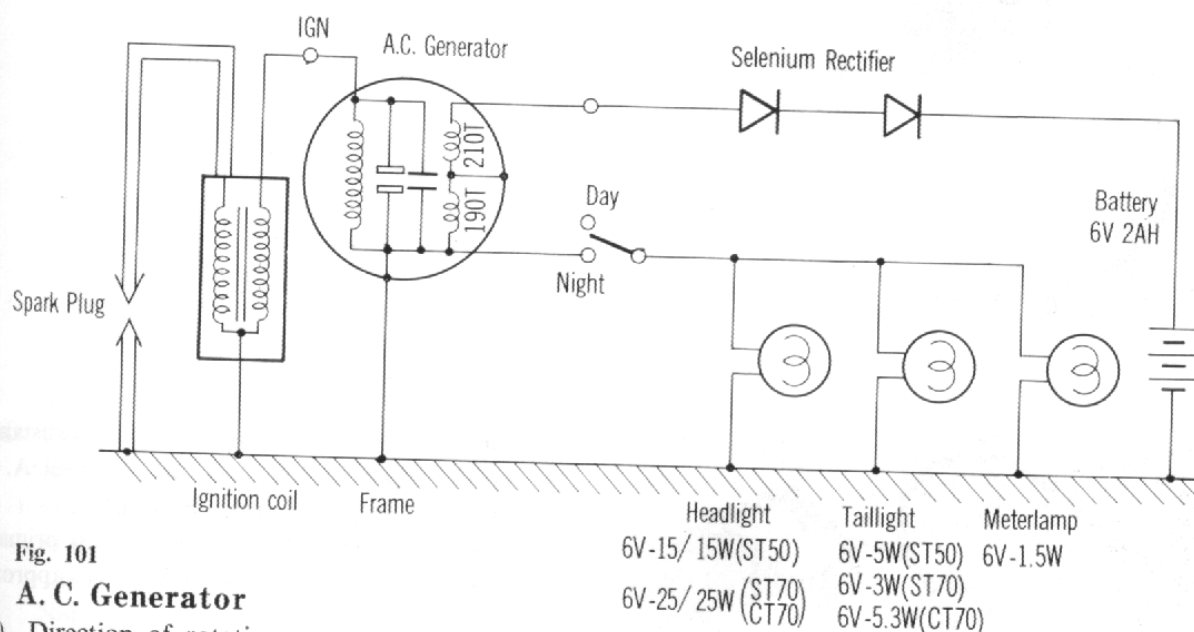 IGN
A.C. Generator
Selenium Rectifier
210T
190T
Day
Night
Battery
6V 2AH
Spark Plug
Ignition coil
Frame
Headlight
Taillight
Meterlamp
6V-15/15W(ST50)
6V-5W(ST50)
6V-1.5W
6V-25/25W (ST70
CT70)
6V-3W(ST70)
6V-5.3W(CT70)
Fig. 101
A. C. Generator
Direction of